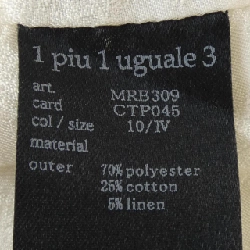 1 piu 1 uguale 3
art. MRB309
card CTP045
col / size 10/IV
material
outer 70% polyester
25% cotton
5% linen